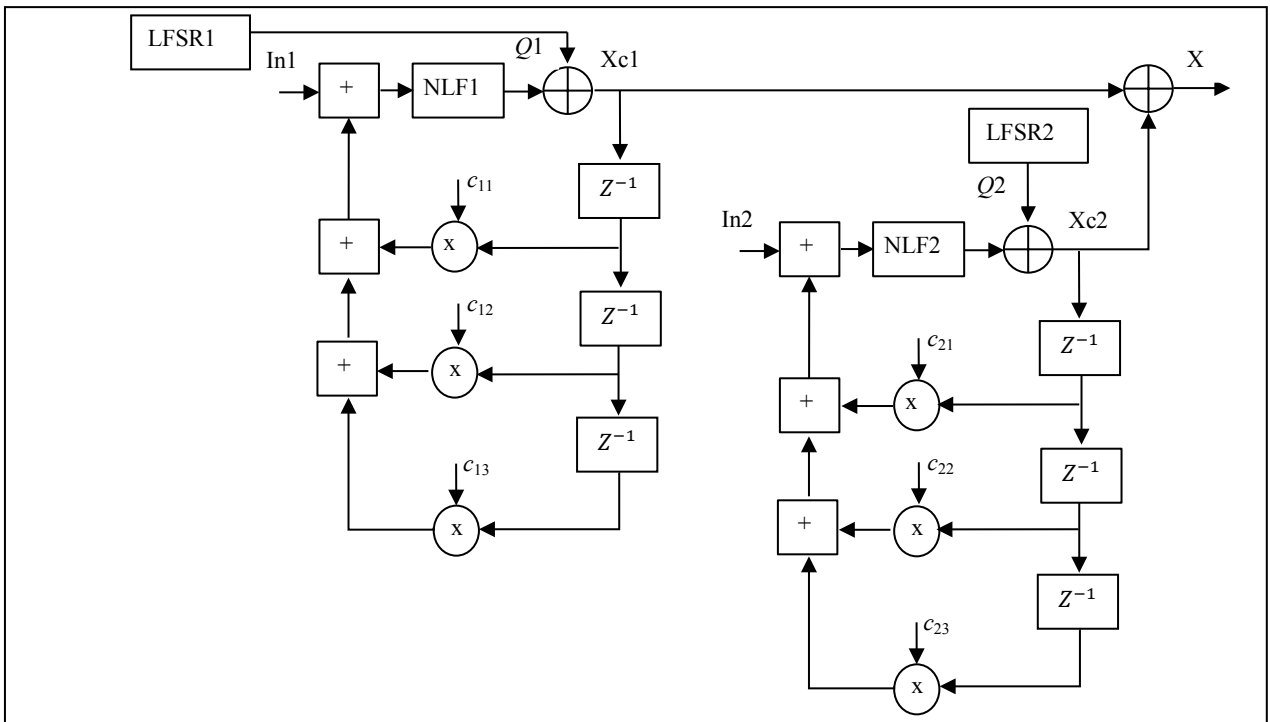 LFSR1
Q1
In1
Xc1
X
+
NLF1
LFSR2
Z⁻¹
Q2
c₁₁
In2
Xc2
+
x
+
NLF2
Z⁻¹
c₁₂
Z⁻¹
+
x
c₂₁
Z⁻¹
+
x
c₁₃
Z⁻¹
c₂₂
x
+
x
Z⁻¹
c₂₃
x